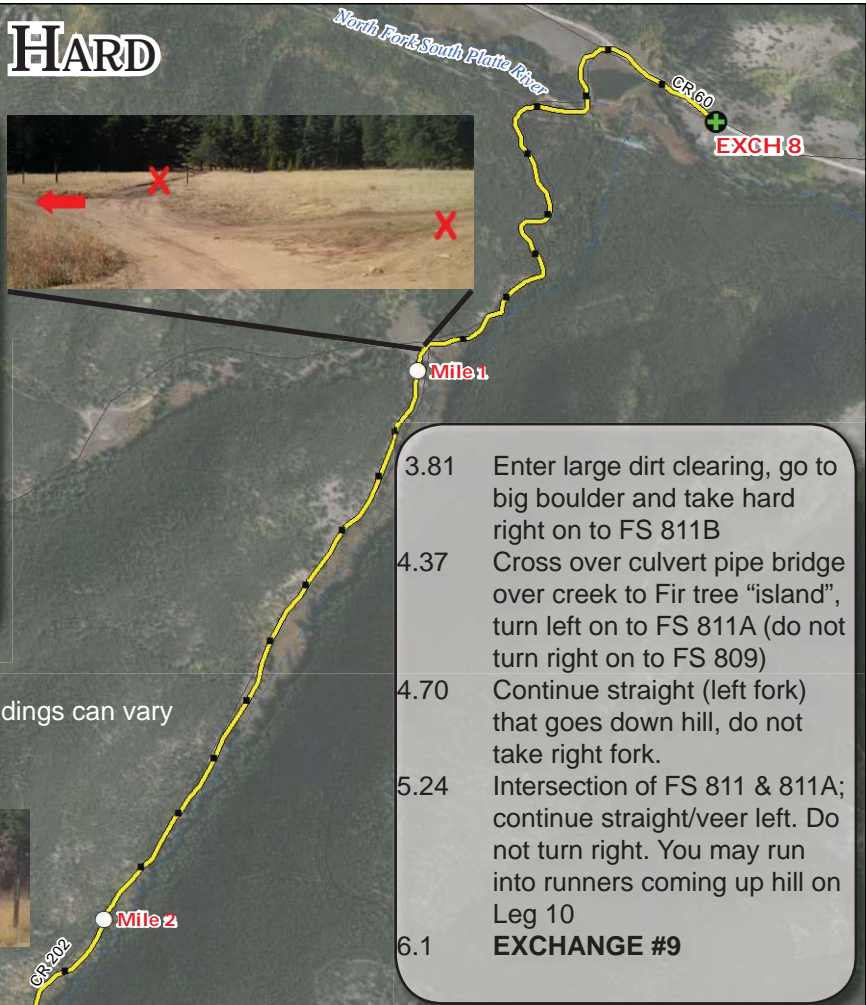 HARD
North Fork South Platte River
CR 60
EXCH 8
Mile 1
3.81 Enter large dirt clearing, go to
big boulder and take hard
right on to FS 811B
4.37 Cross over culvert pipe bridge
over creek to Fir tree “island”,
turn left on to FS 811A (do not
turn right on to FS 809)
4.70 Continue straight (left fork)
that goes down hill, do not
take right fork.
5.24 Intersection of FS 811 & 811A;
continue straight/veer left. Do
not turn right. You may run
into runners coming up hill on
Leg 10
6.1 EXCHANGE #9
dings can vary
Mile 2
CR 202